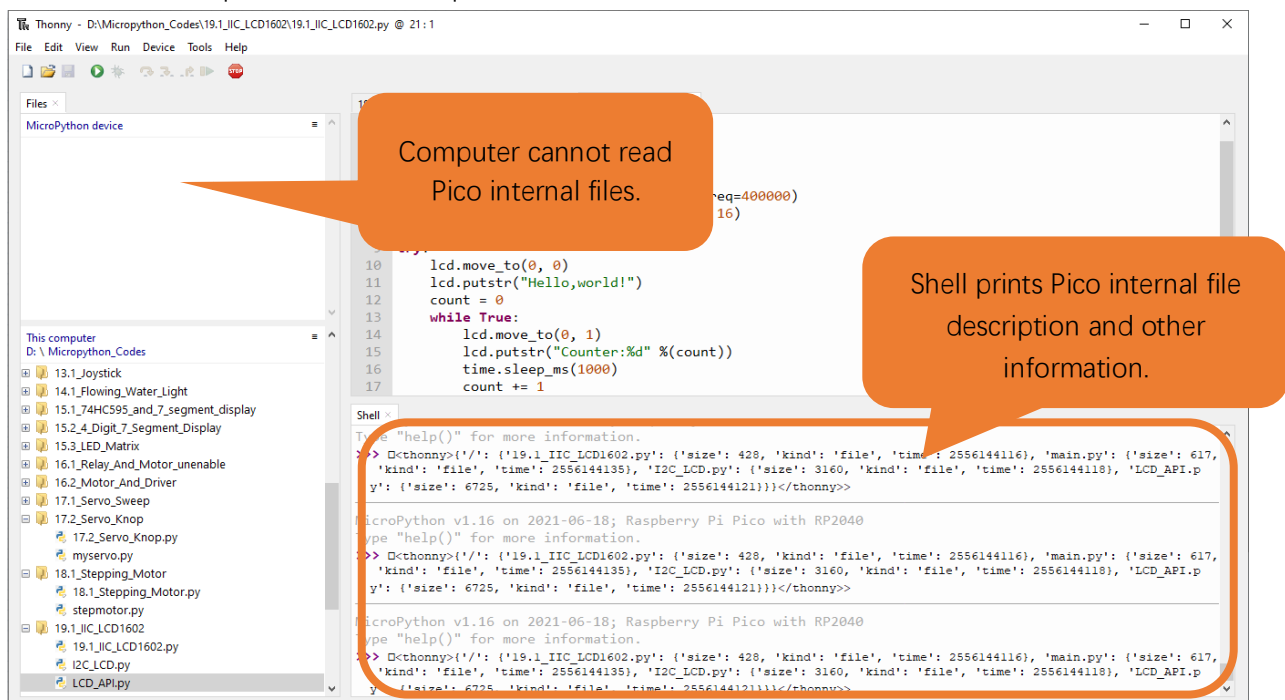 Thonny - D:\Micropython_Codes\19.1_IIC_LCD1602\19.1_IIC_LCD1602.py @ 21 : 1
File Edit View Run Device Tools Help
STOP
Files
MicroPython device
Computer cannot read
Pico internal files.
req=400000)
16)
10 lcd.move_to(0, 0)
11 lcd.putstr("Hello,world!")
12 count = 0
13 while True:
14 lcd.move_to(0, 1)
15 lcd.putstr("Counter:%d" %(count))
16 time.sleep_ms(1000)
17 count += 1
Shell prints Pico internal file
description and other
information.
This computer
D: \ Micropython_Codes
13.1_Joystick
14.1_Flowing_Water_Light
15.1_74HC595_and_7_segment_display
15.2_4_Digit_7_Segment_Display
15.3_LED_Matrix
16.1_Relay_And_Motor_unenable
16.2_Motor_And_Driver
17.1_Servo_Sweep
17.2_Servo_Knop
17.2_Servo_Knop.py
myservo.py
18.1_Stepping_Motor
18.1_Stepping_Motor.py
stepmotor.py
19.1_IIC_LCD1602
19.1_IIC_LCD1602.py
I2C_LCD.py
LCD_API.py
Shell
Type "help()" for more information.
>>> <thonny>{'/': {'19.1_IIC_LCD1602.py': {'size': 428, 'kind': 'file', 'time': 2556144116}, 'main.py': {'size': 617,
'kind': 'file', 'time': 2556144135}, 'I2C_LCD.py': {'size': 3160, 'kind': 'file', 'time': 2556144118}, 'LCD_API.p
y': {'size': 6725, 'kind': 'file', 'time': 2556144121}}}</thonny>>
MicroPython v1.16 on 2021-06-18; Raspberry Pi Pico with RP2040
Type "help()" for more information.
>>> <thonny>{'/': {'19.1_IIC_LCD1602.py': {'size': 428, 'kind': 'file', 'time': 2556144116}, 'main.py': {'size': 617,
'kind': 'file', 'time': 2556144135}, 'I2C_LCD.py': {'size': 3160, 'kind': 'file', 'time': 2556144118}, 'LCD_API.p
y': {'size': 6725, 'kind': 'file', 'time': 2556144121}}}</thonny>>
MicroPython v1.16 on 2021-06-18; Raspberry Pi Pico with RP2040
Type "help()" for more information.
>>> <thonny>{'/': {'19.1_IIC_LCD1602.py': {'size': 428, 'kind': 'file', 'time': 2556144116}, 'main.py': {'size': 617,
'kind': 'file', 'time': 2556144135}, 'I2C_LCD.py': {'size': 3160, 'kind': 'file', 'time': 2556144118}, 'LCD_API.p
y': {'size': 6725, 'kind': 'file', 'time': 2556144121}}}</thonny>>